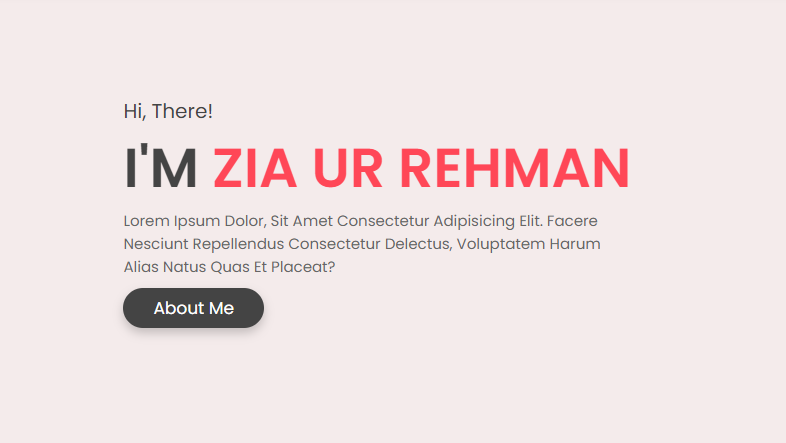 Hi, There!
I'M ZIA UR REHMAN
Lorem Ipsum Dolor, Sit Amet Consectetur Adipisicing Elit. Facere
Nesciunt Repellendus Consectetur Delectus, Voluptatem Harum
Alias Natus Quas Et Placeat?
About Me